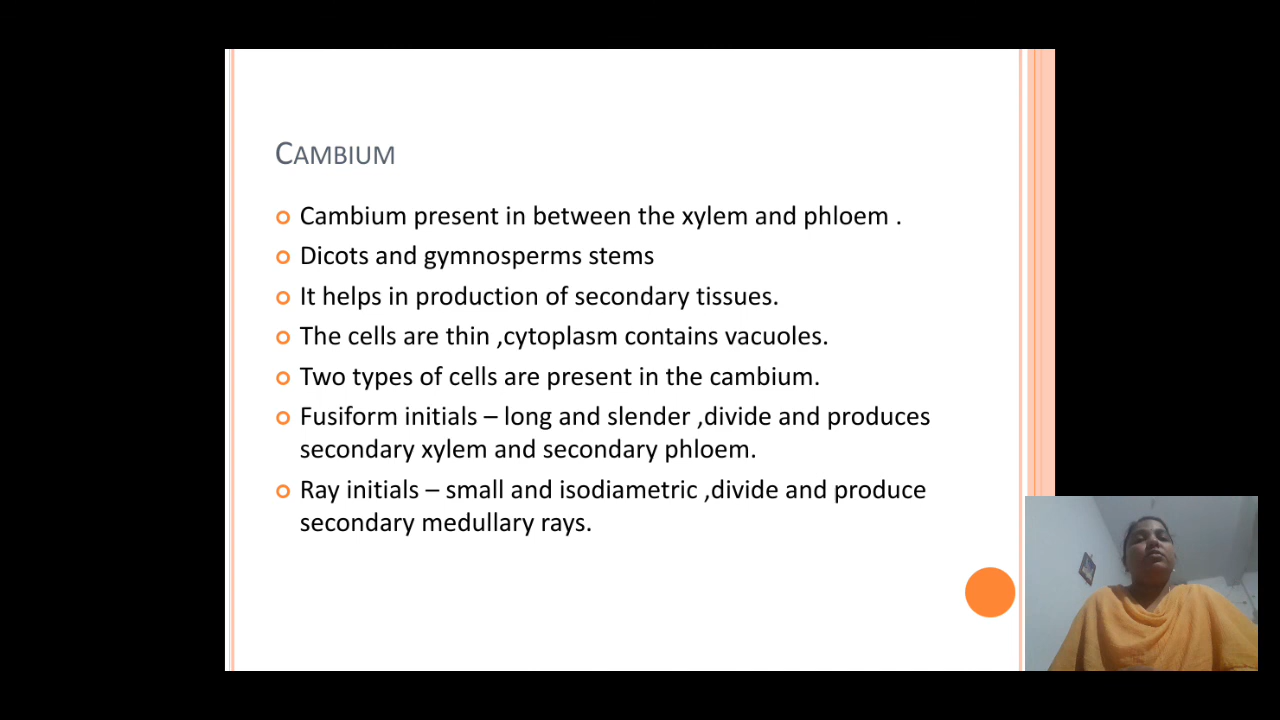 CAMBIUM
Cambium present in between the xylem and phloem .
Dicots and gymnosperms stems
It helps in production of secondary tissues.
The cells are thin ,cytoplasm contains vacuoles.
Two types of cells are present in the cambium.
Fusiform initials – long and slender ,divide and produces
secondary xylem and secondary phloem.
Ray initials – small and isodiametric ,divide and produce
secondary medullary rays.